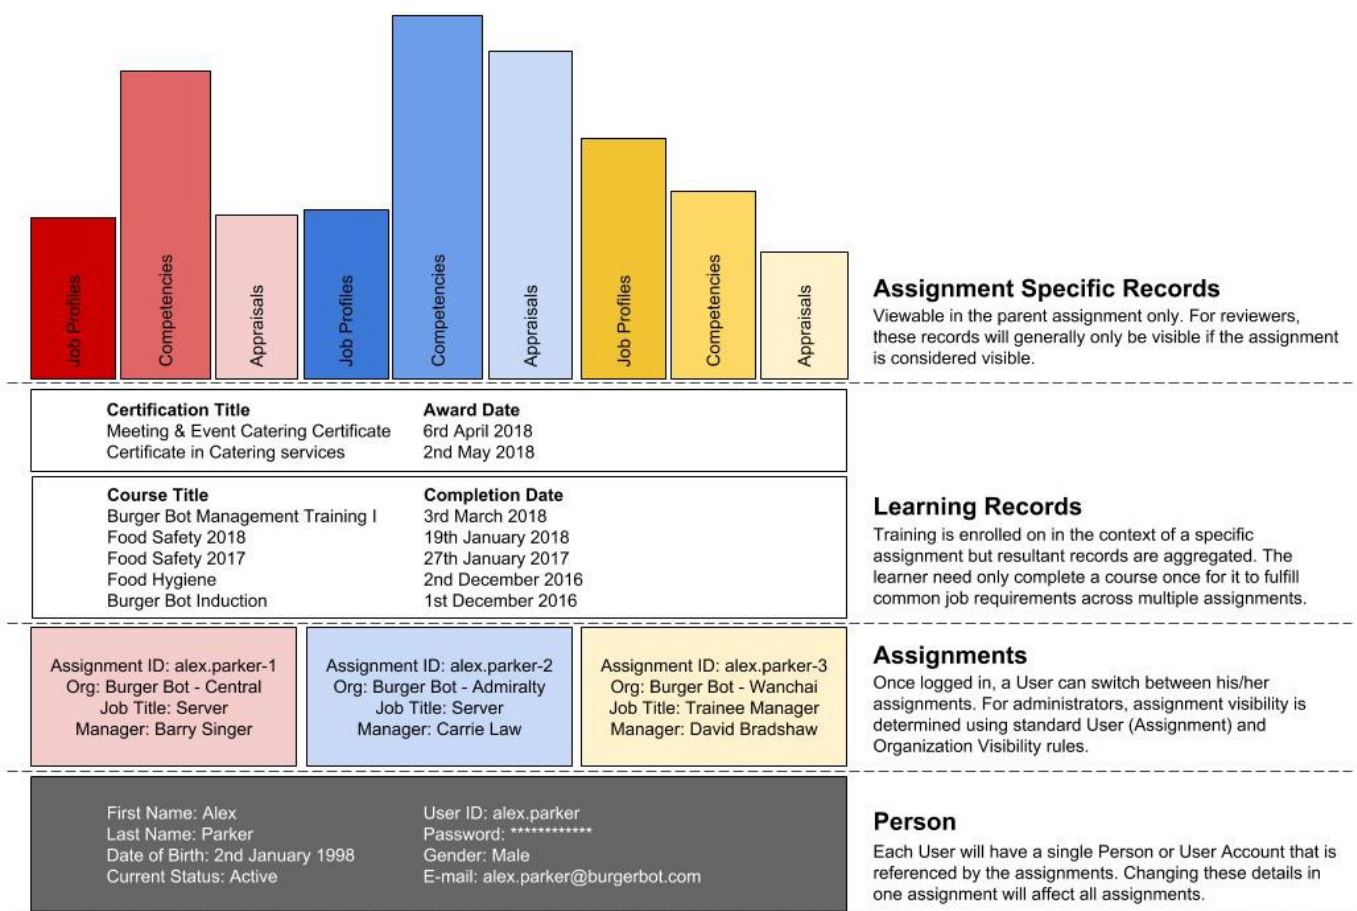 Job Profiles
Competencies
Appraisals
Job Profiles
Competencies
Appraisals
Job Profiles
Competencies
Appraisals
Assignment Specific Records
Viewable in the parent assignment only. For reviewers,
these records will generally only be visible if the assignment
is considered visible.
Certification Title Award Date
Meeting & Event Catering Certificate 6rd April 2018
Certificate in Catering services 2nd May 2018
Course Title Completion Date
Burger Bot Management Training I 3rd March 2018
Food Safety 2018 19th January 2018
Food Safety 2017 27th January 2017
Food Hygiene 2nd December 2016
Burger Bot Induction 1st December 2016
Learning Records
Training is enrolled on in the context of a specific
assignment but resultant records are aggregated. The
learner need only complete a course once for it to fulfill
common job requirements across multiple assignments.
Assignment ID: alex.parker-1
Org: Burger Bot - Central
Job Title: Server
Manager: Barry Singer
Assignment ID: alex.parker-2
Org: Burger Bot - Admiralty
Job Title: Server
Manager: Carrie Law
Assignment ID: alex.parker-3
Org: Burger Bot - Wanchai
Job Title: Trainee Manager
Manager: David Bradshaw
Assignments
Once logged in, a User can switch between his/her
assignments. For administrators, assignment visibility is
determined using standard User (Assignment) and
Organization Visibility rules.
First Name: Alex User ID: alex.parker
Last Name: Parker Password: ************
Date of Birth: 2nd January 1998 Gender: Male
Current Status: Active E-mail: alex.parker@burgerbot.com
Person
Each User will have a single Person or User Account that is
referenced by the assignments. Changing these details in
one assignment will affect all assignments.